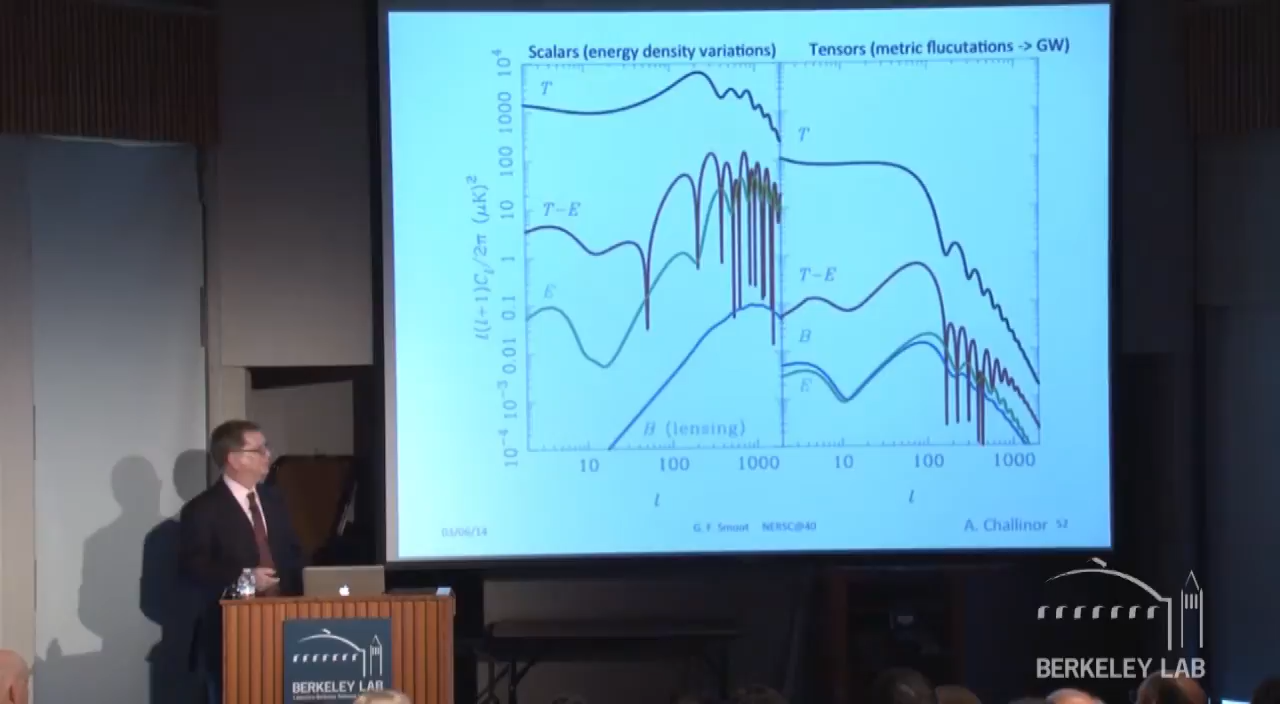 Scalars (energy density variations)
Tensors (metric flucutations -> GW)
l(l+1)C_l/2π (μK)²
10⁴
1000
100
10
1
0.1
0.01
10⁻³
10⁻⁴
T
T-E
E
B (lensing)
T
T-E
B
E
10 100 1000
10 100 1000
l
l
03/06/14
G. F. Smoot NERSC@40
A. Challinor 52
BERKELEY LAB
BERKELEY LAB